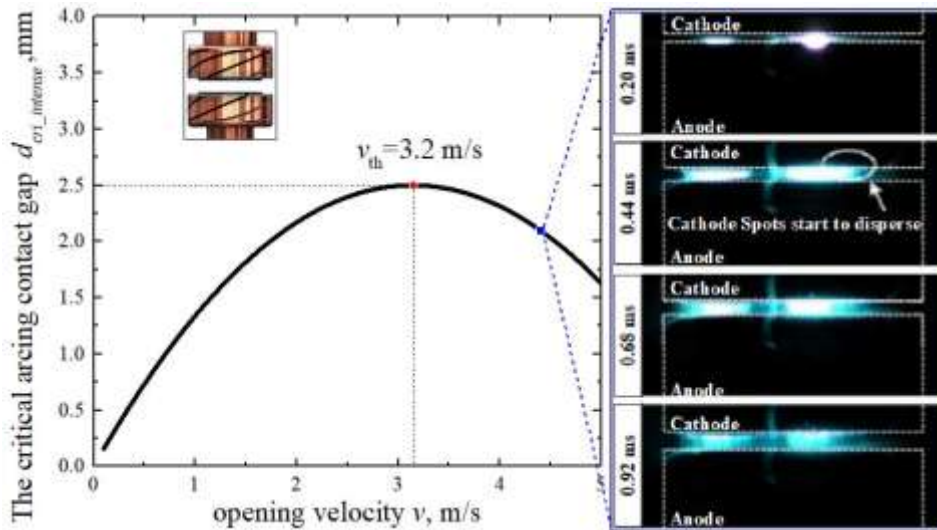 The critical arcing contact gap d_cri_intense, mm
4.0
3.5
3.0
2.5
2.0
1.5
1.0
0.5
0.0
v_th=3.2 m/s
0
1
2
3
4
opening velocity v, m/s
0.20 ms
Cathode
Anode
0.44 ms
Cathode
Cathode Spots start to disperse
Anode
0.68 ms
Cathode
Anode
0.92 ms
Cathode
Anode